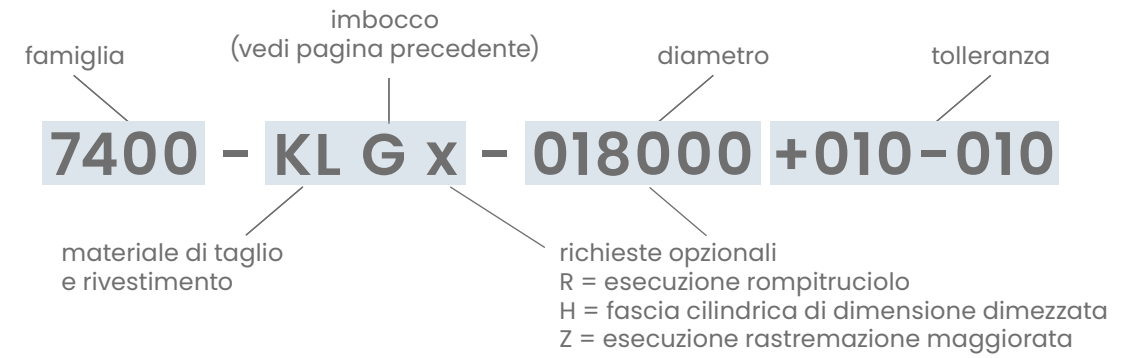 imbocco
(vedi pagina precedente)
famiglia
diametro
tolleranza
7400 - KL G x - 018000 +010-010
materiale di taglio
e rivestimento
richieste opzionali
R = esecuzione rompitruciolo
H = fascia cilindrica di dimensione dimezzata
Z = esecuzione rastremazione maggiorata